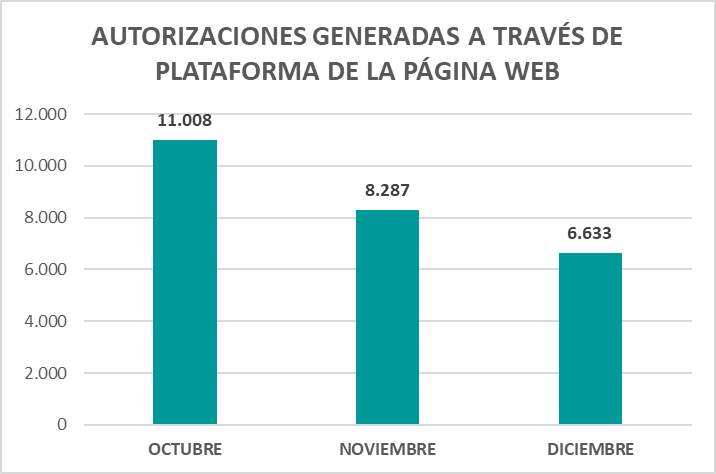 AUTORIZACIONES GENERADAS A TRAVÉS DE
PLATAFORMA DE LA PÁGINA WEB
12.000
10.000
8.000
6.000
4.000
2.000
0
11.008
8.287
6.633
OCTUBRE
NOVIEMBRE
DICIEMBRE